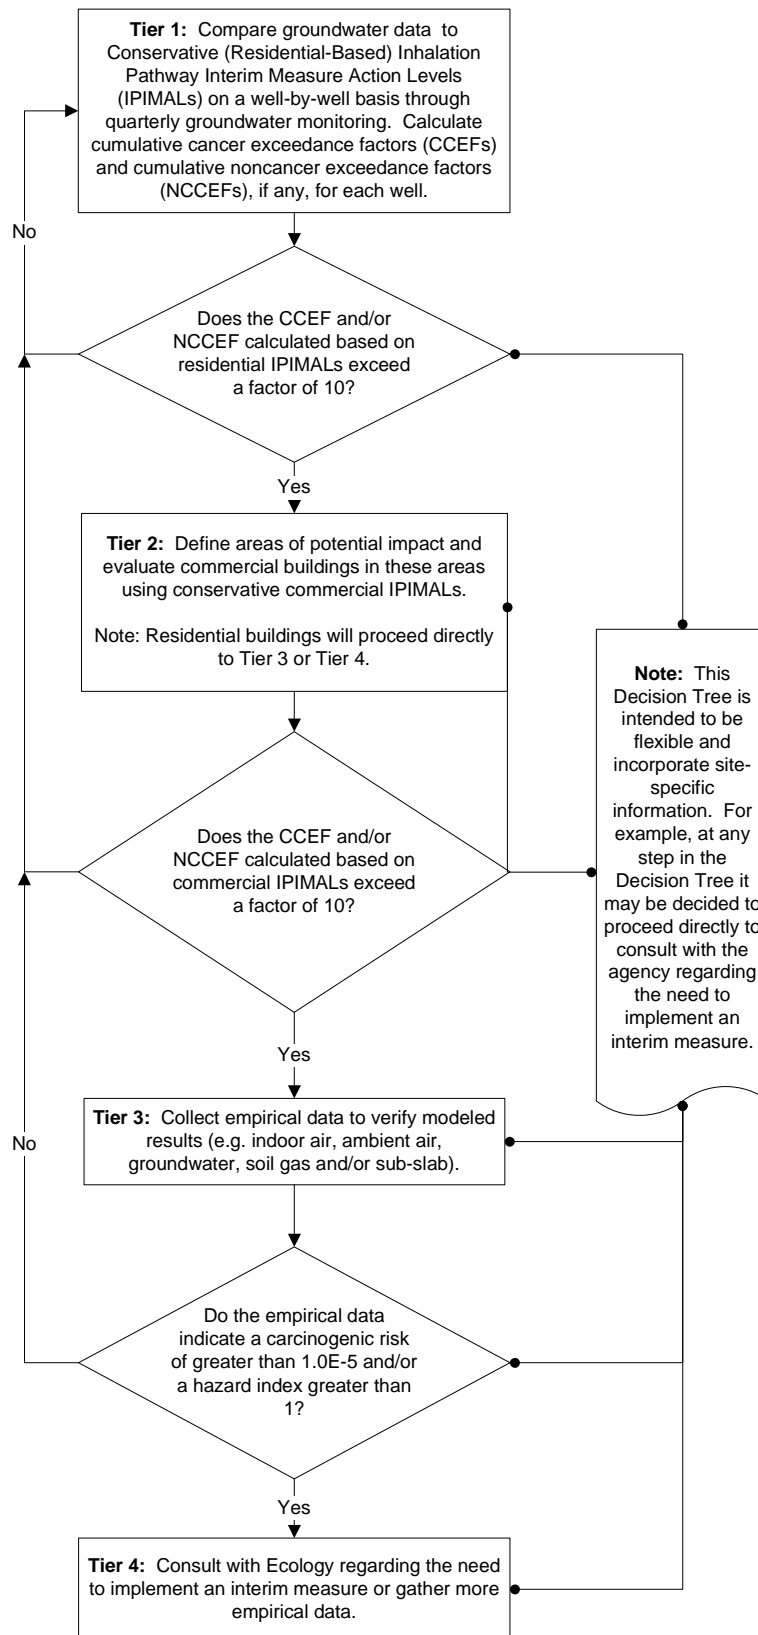 Tier 1: Compare groundwater data to
Conservative (Residential-Based) Inhalation
Pathway Interim Measure Action Levels
(IPIMALs) on a well-by-well basis through
quarterly groundwater monitoring. Calculate
cumulative cancer exceedance factors (CCEFs)
and cumulative noncancer exceedance factors
(NCCEFs), if any, for each well.
No
Does the CCEF and/or
NCCEF calculated based on
residential IPIMALs exceed
a factor of 10?
Yes
Tier 2: Define areas of potential impact and
evaluate commercial buildings in these areas
using conservative commercial IPIMALs.
Note: Residential buildings will proceed directly
to Tier 3 or Tier 4.
Note: This
Decision Tree is
intended to be
flexible and
incorporate site-
specific
information. For
example, at any
step in the
Decision Tree it
may be decided to
proceed directly to
consult with the
agency regarding
the need to
implement an
interim measure.
Does the CCEF and/or
NCCEF calculated based on
commercial IPIMALs exceed
a factor of 10?
Yes
No
Tier 3: Collect empirical data to verify modeled
results (e.g. indoor air, ambient air,
groundwater, soil gas and/or sub-slab).
Do the empirical data
indicate a carcinogenic risk
of greater than 1.0E-5 and/or
a hazard index greater than
1?
Yes
Tier 4: Consult with Ecology regarding the need
to implement an interim measure or gather more
empirical data.